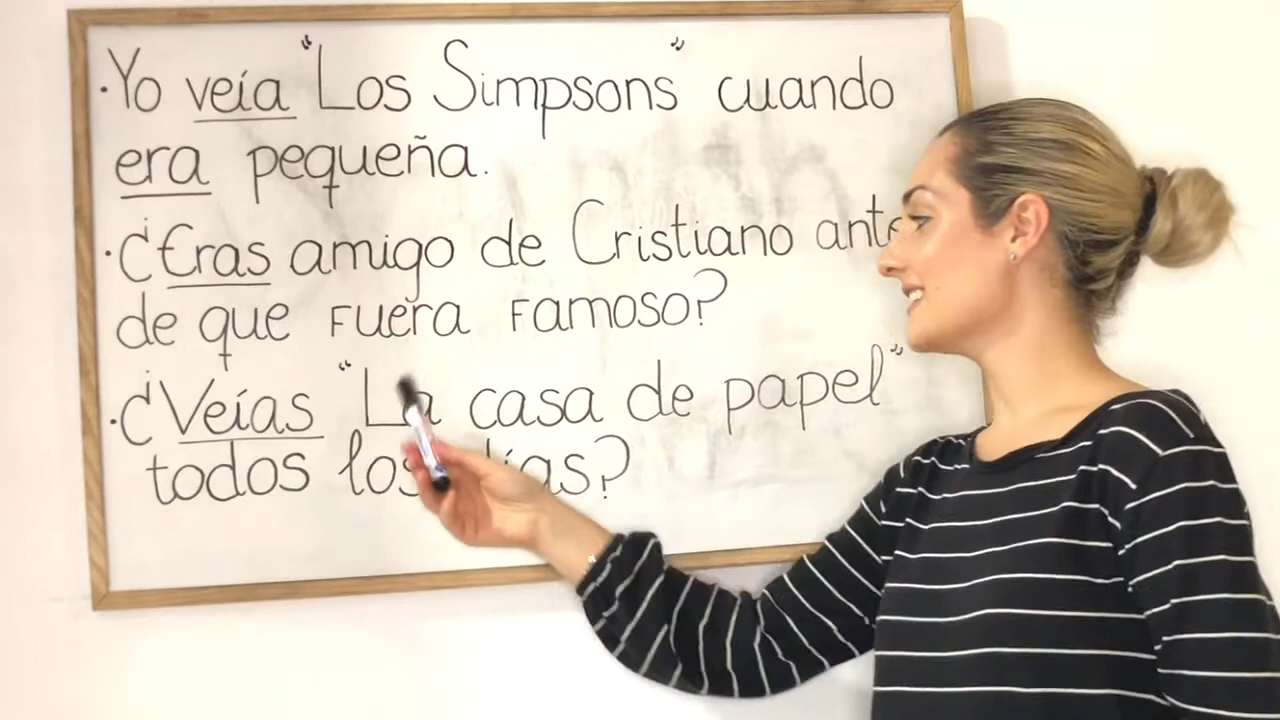 · Yo veía "Los Simpsons" cuando
era pequeña.
· ¿Eras amigo de Cristiano
de que fuera famoso?
· ¿Veías "La casa de papel"
todos los días?